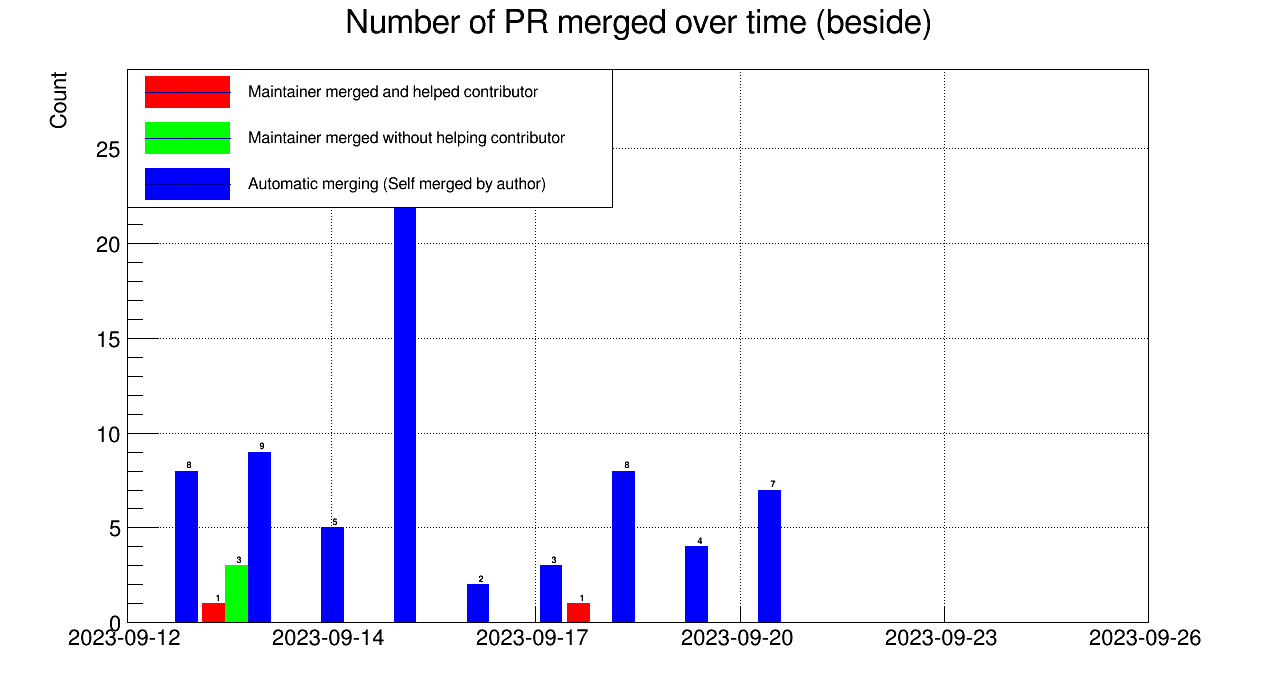 Number of PR merged over time (beside)
Count
Maintainer merged and helped contributor
Maintainer merged without helping contributor
Automatic merging (Self merged by author)
25
20
15
10
5
0
8
1
3
9
5
2
3
1
8
4
7
2023-09-12 2023-09-14 2023-09-17 2023-09-20 2023-09-23 2023-09-26